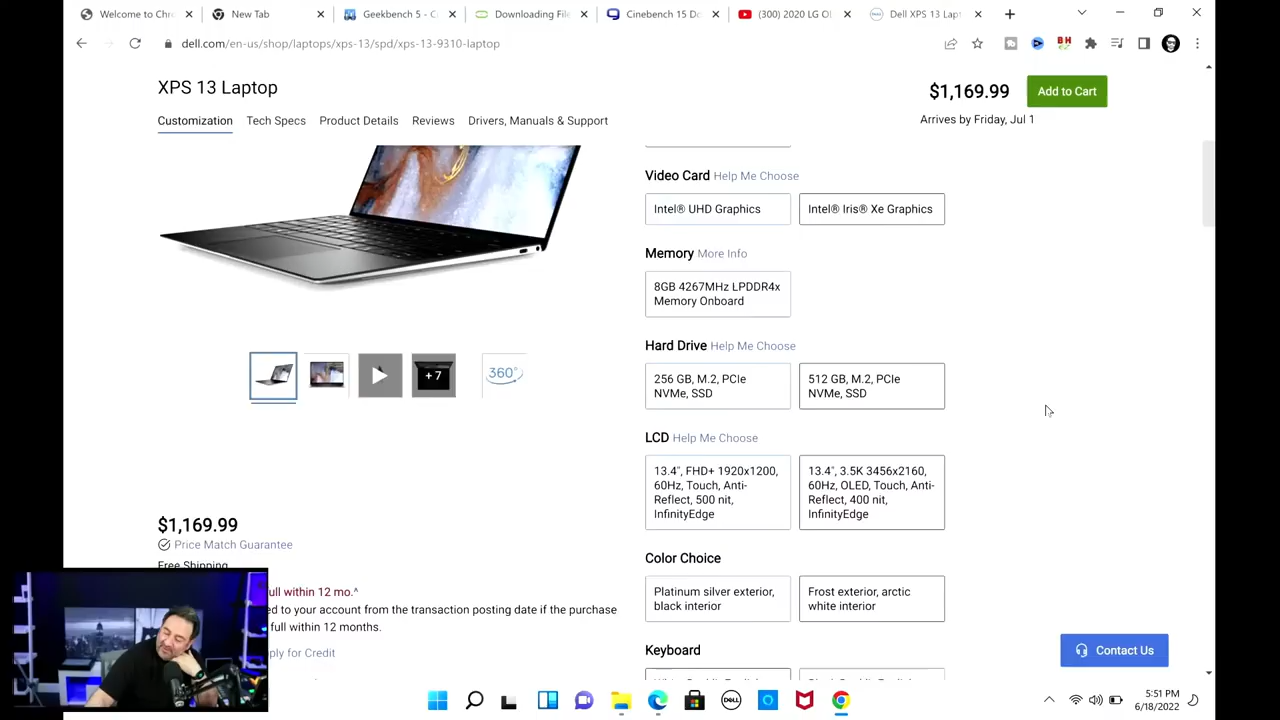 Welcome to Chr
New Tab
Geekbench 5 - C
Downloading File
Cinebench 15 Do
(300) 2020 LG OL
Dell XPS 13 Lapt
dell.com/en-us/shop/laptops/xps-13/spd/xps-13-9310-laptop
BH
XPS 13 Laptop
$1,169.99
Add to Cart
Arrives by Friday, Jul 1
Customization
Tech Specs
Product Details
Reviews
Drivers, Manuals & Support
Video Card Help Me Choose
Intel® UHD Graphics
Intel® Iris® Xe Graphics
Memory More Info
8GB 4267MHz LPDDR4x
Memory Onboard
Hard Drive Help Me Choose
256 GB, M.2, PCIe
NVMe, SSD
512 GB, M.2, PCIe
NVMe, SSD
+7
360°
LCD Help Me Choose
13.4", FHD+ 1920x1200,
60Hz, Touch, Anti-
Reflect, 500 nit,
InfinityEdge
13.4", 3.5K 3456x2160,
60Hz, OLED, Touch, Anti-
Reflect, 400 nit,
InfinityEdge
$1,169.99
Price Match Guarantee
Free Shipping
Color Choice
Platinum silver exterior,
black interior
Frost exterior, arctic
white interior
ull within 12 mo.^
ed to your account from the transaction posting date if the purchase
full within 12 months.
ply for Credit
Keyboard
Contact Us
DELL
5:51 PM
6/18/2022